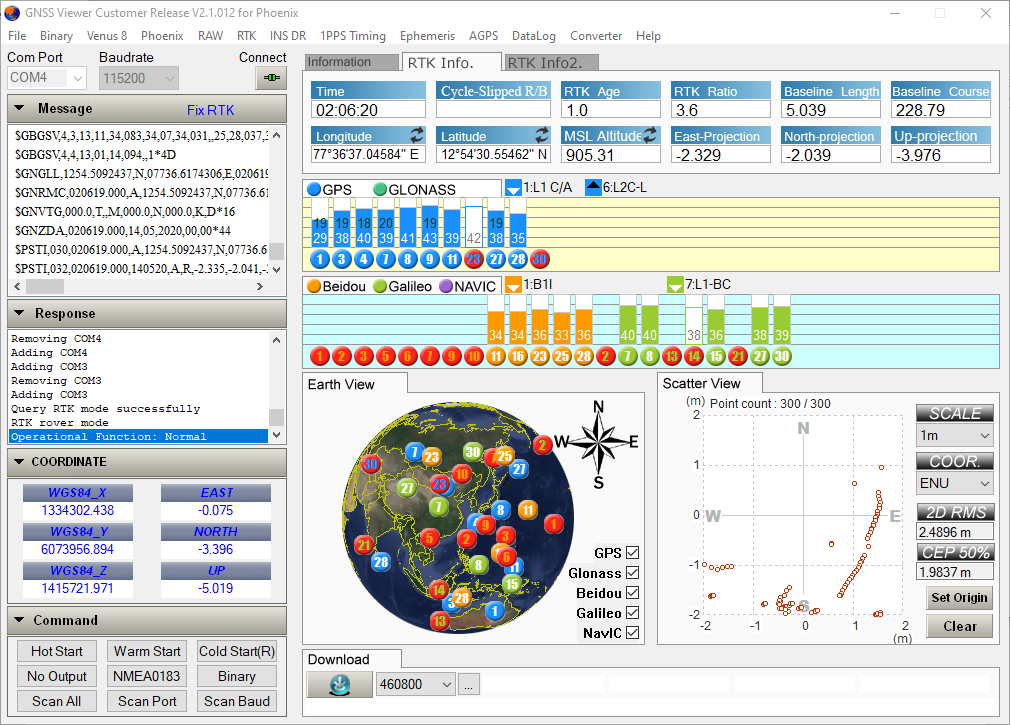 GNSS Viewer Customer Release V2.1.012 for Phoenix
File Binary Venus 8 Phoenix RAW RTK INS DR 1PPS Timing Ephemeris AGPS DataLog Converter Help
Com Port Baudrate Connect
COM4 115200
Message Fix RTK
$GBGSV,4,3,13,11,34,083,34,07,34,031,,25,28,037,3
$GBGSV,4,4,13,01,14,094,,1*4D
$GNGLL,1254.5092437,N,07736.6174306,E,020619
$GNRMC,020619.000,A,1254.5092437,N,07736.6
$GNVTG,000.0,T,,M,000.0,N,000.0,K,D*16
$GNZDA,020619.000,14,05,2020,00,00*44
$PSTI,030,020619.000,A,1254.5092437,N,07736.6
$PSTI,032,020619.000,140520,A,R,-2.335,-2.041,-
Response
Removing COM4
Adding COM4
Adding COM3
Removing COM3
Adding COM3
Query RTK mode successfully
RTK rover mode
Operational Function: Normal
COORDINATE
WGS84_X EAST
1334302.438 -0.075
WGS84_Y NORTH
6073956.894 -3.396
WGS84_Z UP
1415721.971 -5.019
Command
Hot Start Warm Start Cold Start(R)
No Output NMEA0183 Binary
Scan All Scan Port Scan Baud
Information RTK Info. RTK Info2.
Time Cycle-Slipped R/B RTK Age RTK Ratio Baseline Length Baseline Course
02:06:20 1.0 3.6 5.039 228.79
Longitude Latitude MSL Altitude East-Projection North-projection Up-projection
77°36'37.04584" E 12°54'30.55462" N 905.31 -2.329 -2.039 -3.976
GPS GLONASS 1:L1 C/A 6:L2C-L
19 19 18 20 19 19
29 38 40 39 41 43 39 42 38 35
1 3 4 7 8 9 11 23 27 28 30
Beidou Galileo NAVIC 1:B1I 7:L1-BC
34 34 36 33 36 40 40 38 36 38 39
1 2 3 5 6 7 9 10 11 16 23 25 28 2 7 8 13 14 15 21 27 30
Earth View
N
W E
S
2
7 23 30 7 25
30 27
10
27 23
7 8 11
9 1
5 2 3
21 6
28 8 11
15
14 28
3 1
13
GPS
Glonass
Beidou
Galileo
NavIC
Scatter View
(m) Point count : 300 / 300
2
1
0
-1
-2
N
W E
S
-2 -1 0 1 2
(m)
SCALE
1m
COOR.
ENU
2D RMS
2.4896 m
CEP 50%
1.9837 m
Set Origin
Clear
Download
460800 ...